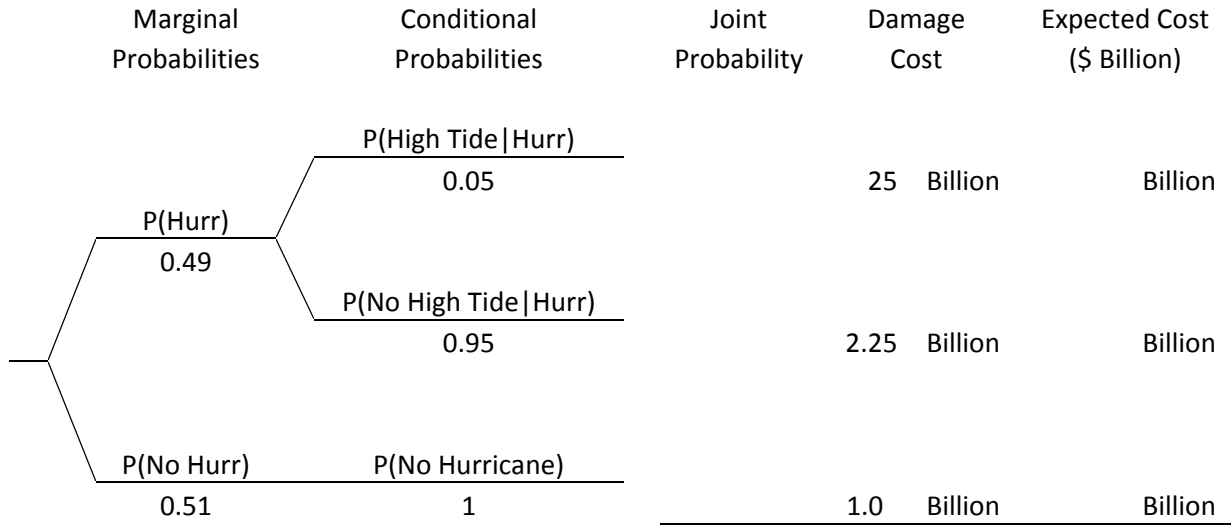 Marginal Conditional Joint Damage Expected Cost
Probabilities Probabilities Probability Cost ($ Billion)
P(High Tide|Hurr)
0.05 25 Billion Billion
P(Hurr)
0.49
P(No High Tide|Hurr)
0.95 2.25 Billion Billion
P(No Hurr) P(No Hurricane)
0.51 1 1.0 Billion Billion